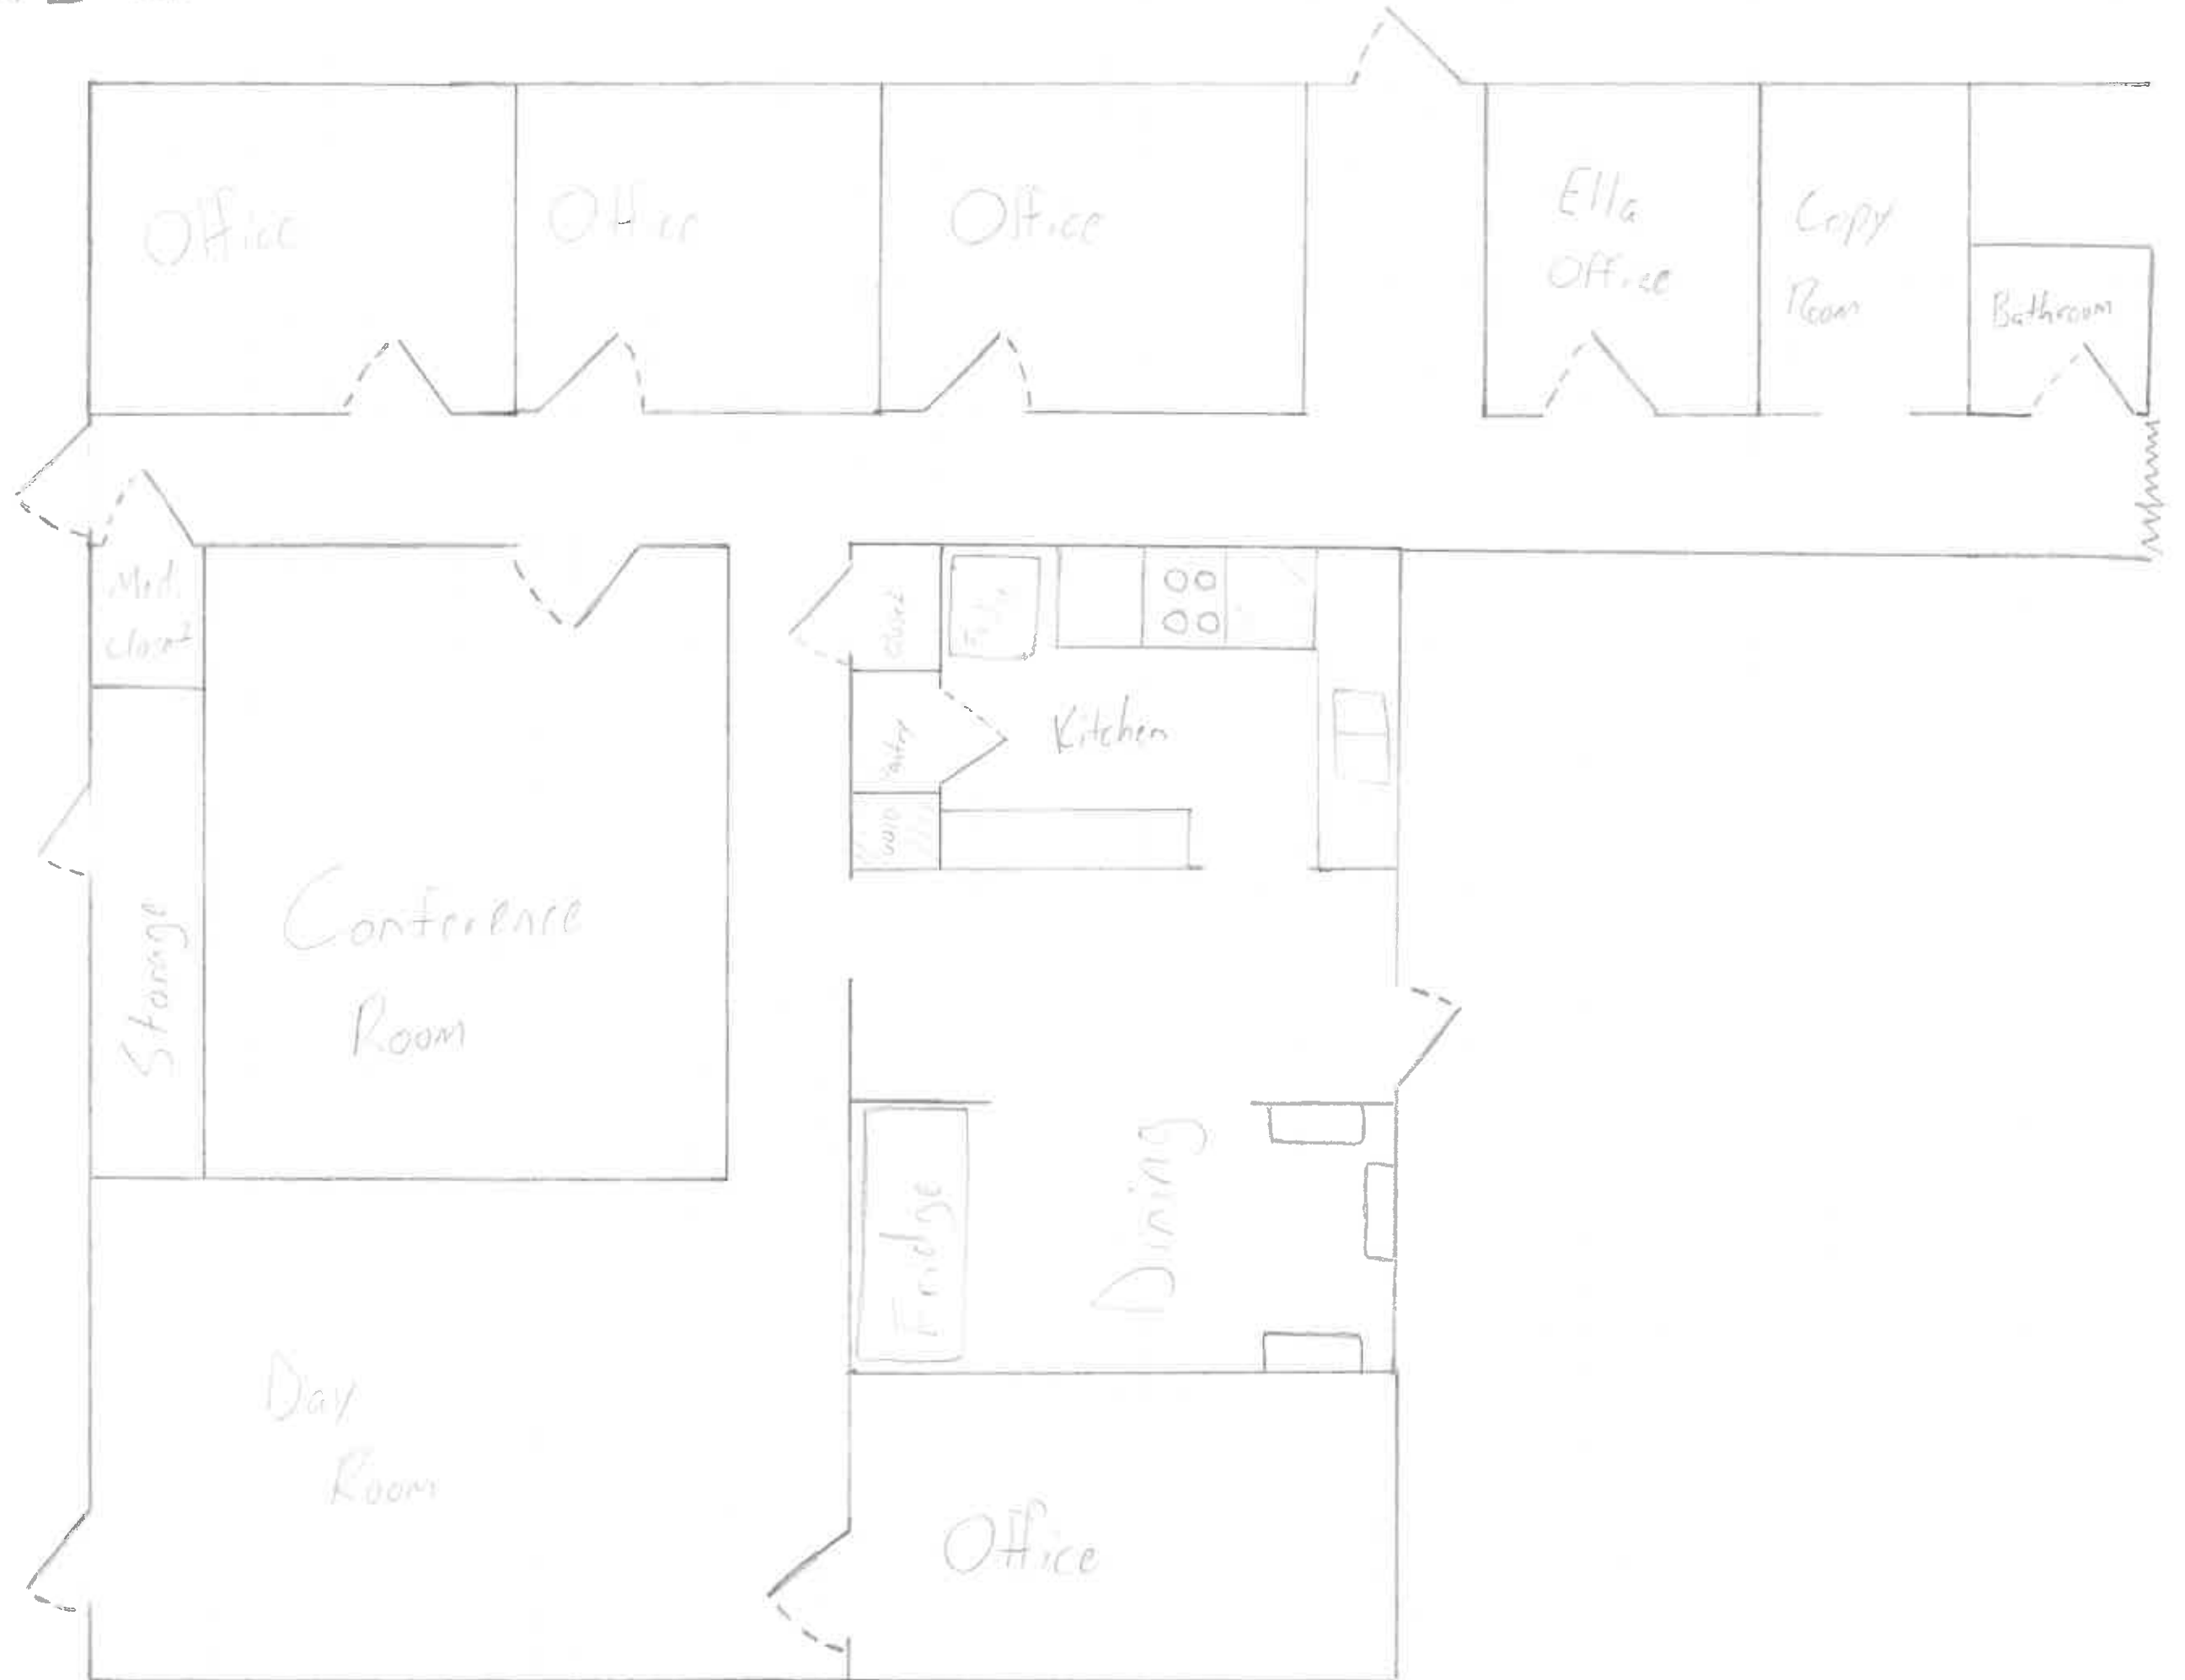 Office
Office
Office
Ella
Office
Copy
Room
Bathroom
Med.
Closet
Closet
Kitchen
Storage
Conference
Room
Fridge
Dining
Day
Room
Office